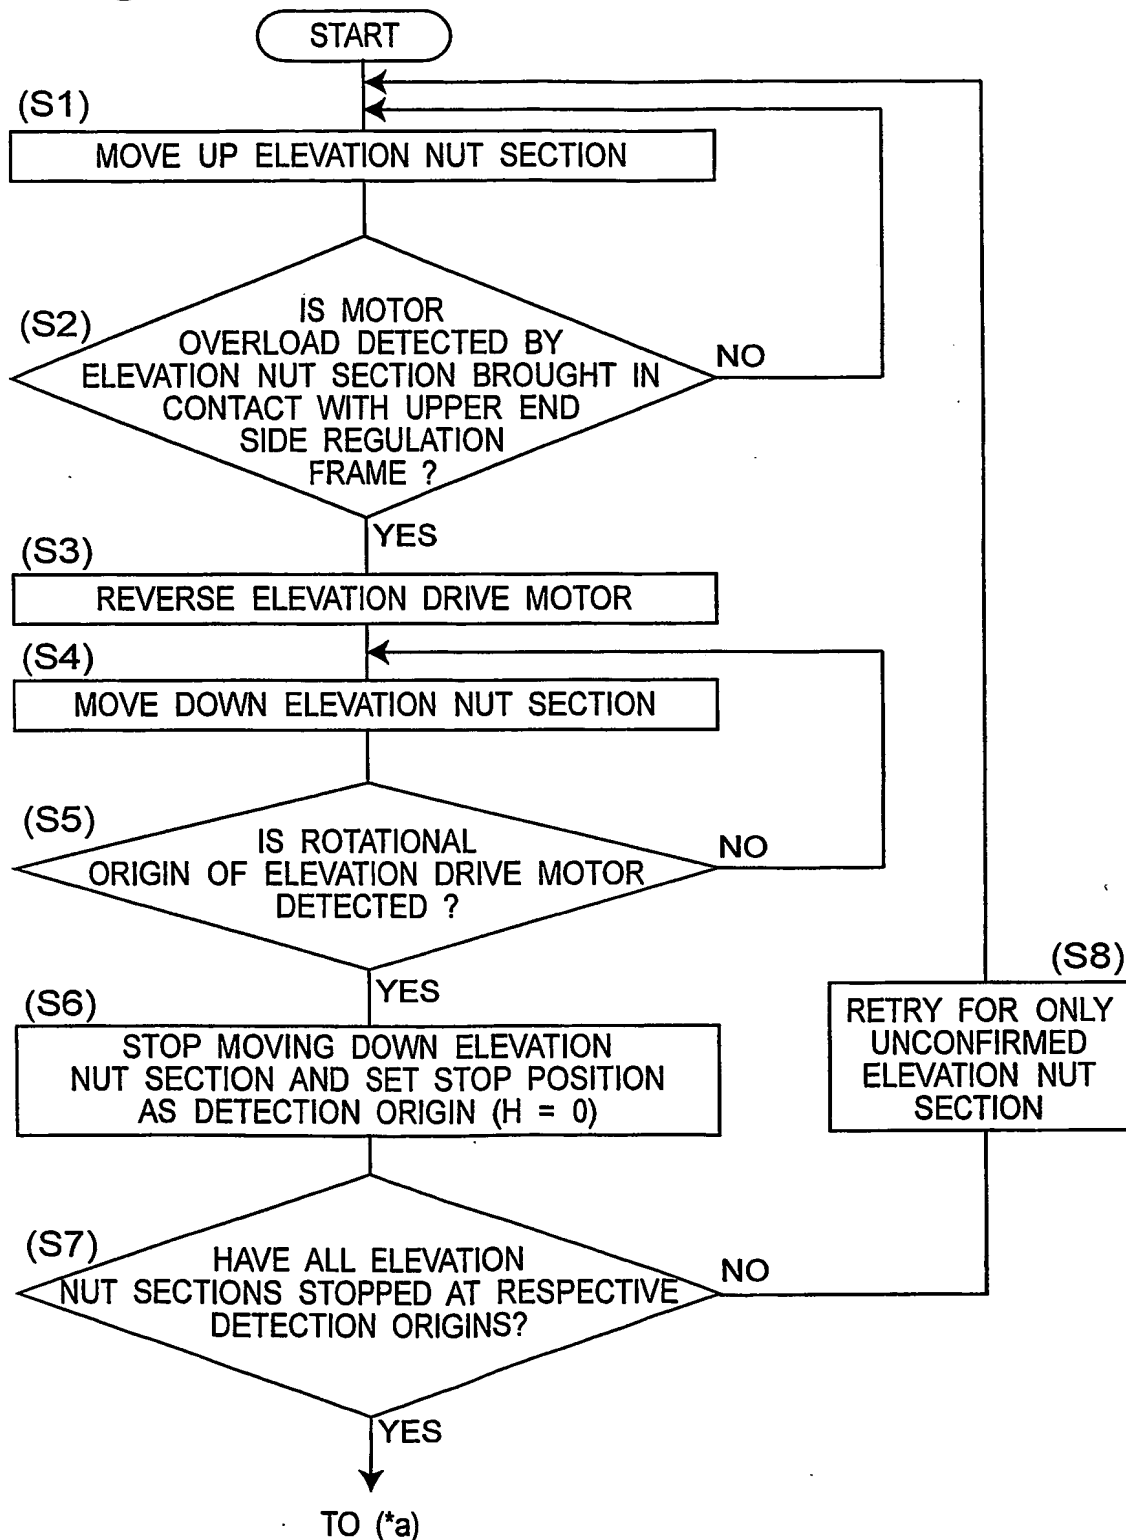 START
(S1)
MOVE UP ELEVATION NUT SECTION
(S2)
IS MOTOR
OVERLOAD DETECTED BY
ELEVATION NUT SECTION BROUGHT IN
CONTACT WITH UPPER END
SIDE REGULATION
FRAME ?
NO
YES
(S3)
REVERSE ELEVATION DRIVE MOTOR
(S4)
MOVE DOWN ELEVATION NUT SECTION
(S5)
IS ROTATIONAL
ORIGIN OF ELEVATION DRIVE MOTOR
DETECTED ?
NO
YES
(S6)
STOP MOVING DOWN ELEVATION
NUT SECTION AND SET STOP POSITION
AS DETECTION ORIGIN (H = 0)
(S8)
RETRY FOR ONLY
UNCONFIRMED
ELEVATION NUT
SECTION
(S7)
HAVE ALL ELEVATION
NUT SECTIONS STOPPED AT RESPECTIVE
DETECTION ORIGINS?
NO
YES
TO (*a)